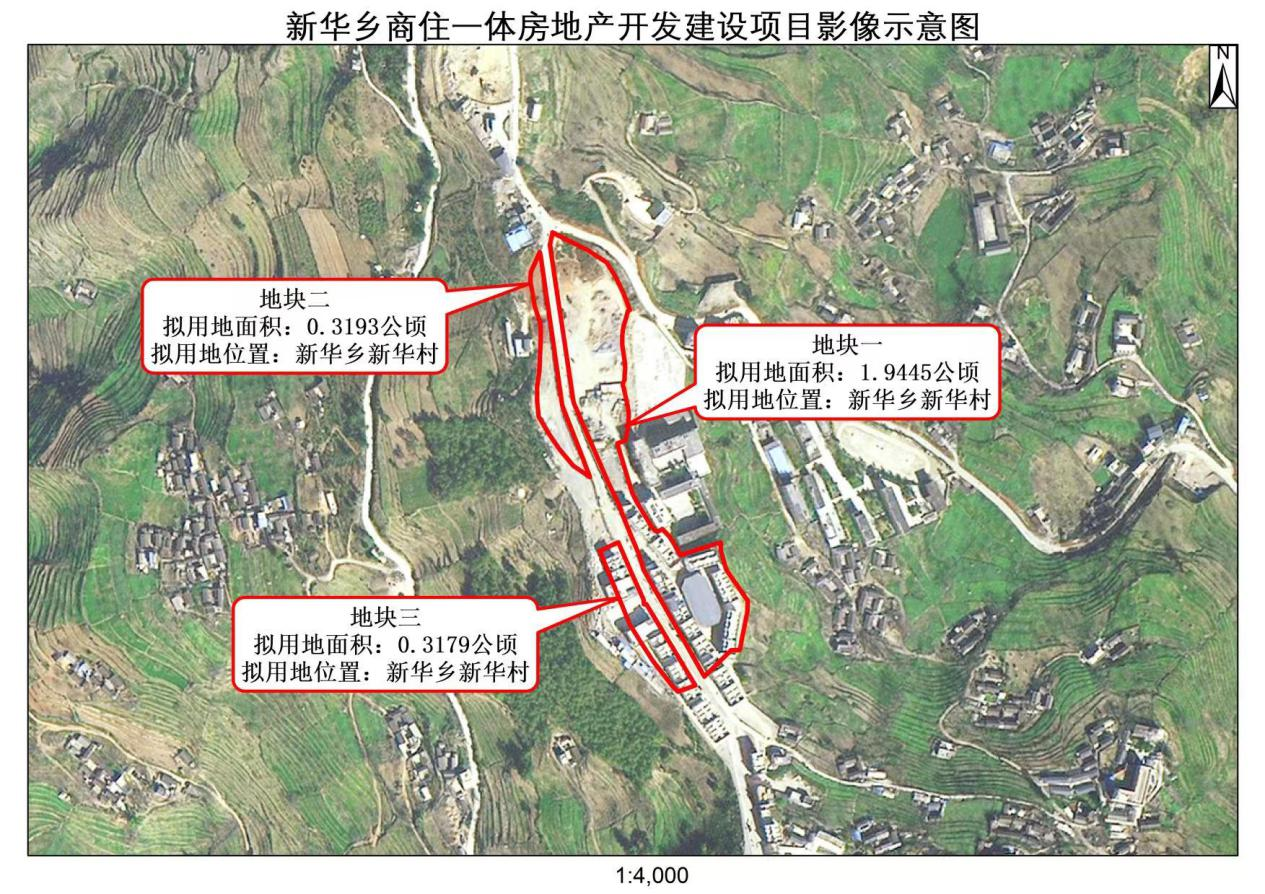 新华乡商住一体房地产开发建设项目影像示意图
N
地块二
拟用地面积：0.3193公顷
拟用地位置：新华乡新华村
地块一
拟用地面积：1.9445公顷
拟用地位置：新华乡新华村
地块三
拟用地面积：0.3179公顷
拟用地位置：新华乡新华村
1:4,000